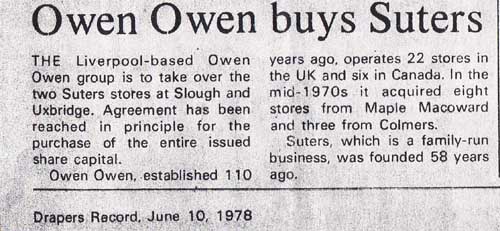 Owen Owen buys Suters
THE Liverpool-based Owen
Owen group is to take over the
two Suters stores at Slough and
Uxbridge. Agreement has been
reached in principle for the
purchase of the entire issued
share capital.
Owen Owen, established 110
years ago, operates 22 stores in
the UK and six in Canada. In the
mid-1970s it acquired eight
stores from Maple Macoward
and three from Colmers.
Suters, which is a family-run
business, was founded 58 years
ago.
Drapers Record, June 10, 1978